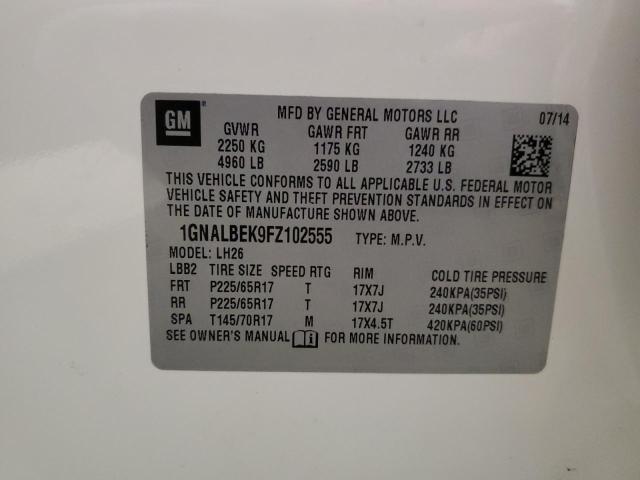 GM
MFD BY GENERAL MOTORS LLC 07/14
GVWR GAWR FRT GAWR RR
2250 KG 1175 KG 1240 KG
4960 LB 2590 LB 2733 LB
THIS VEHICLE CONFORMS TO ALL APPLICABLE U.S. FEDERAL MOTOR
VEHICLE SAFETY AND THEFT PREVENTION STANDARDS IN EFFECT ON
THE DATE OF MANUFACTURE SHOWN ABOVE.
1GNALBEK9FZ102555 TYPE: M.P.V.
MODEL: LH26
LBB2 TIRE SIZE SPEED RTG RIM COLD TIRE PRESSURE
FRT P225/65R17 T 17X7J 240KPA(35PSI)
RR P225/65R17 T 17X7J 240KPA(35PSI)
SPA T145/70R17 M 17X4.5T 420KPA(60PSI)
SEE OWNER'S MANUAL FOR MORE INFORMATION.